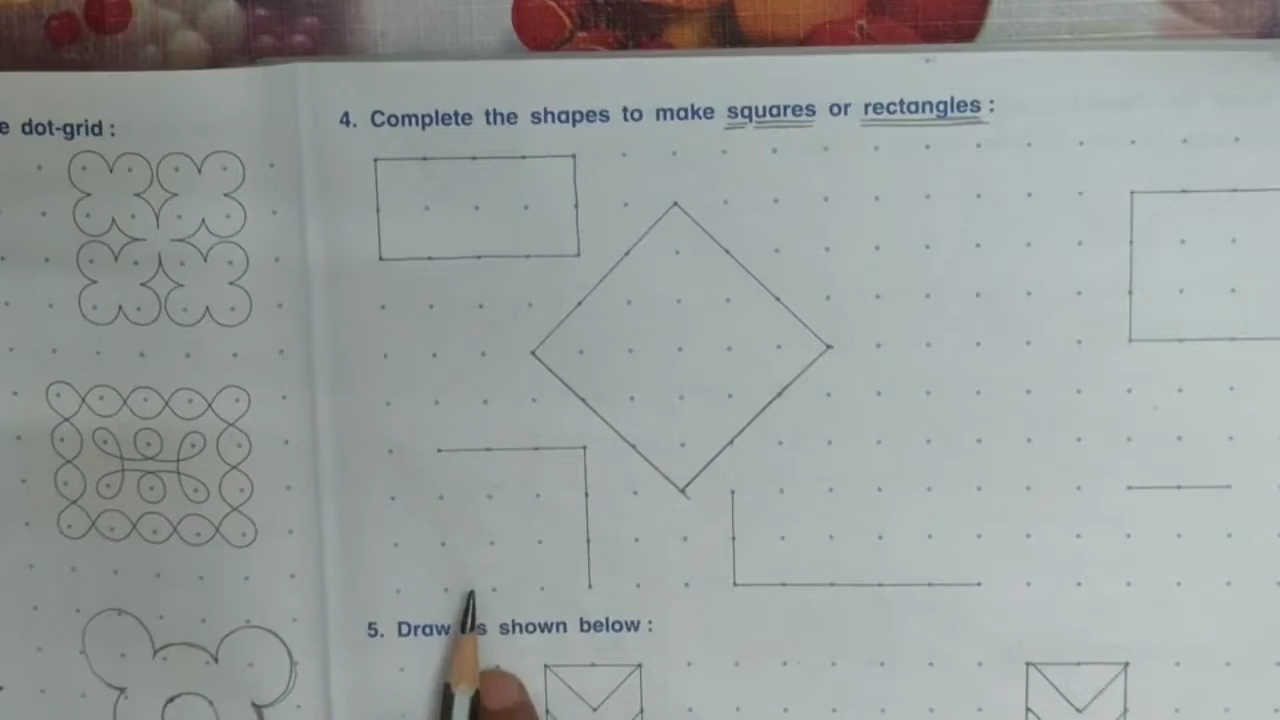 e dot-grid :
4. Complete the shapes to make squares or rectangles :
5. Draw as shown below :